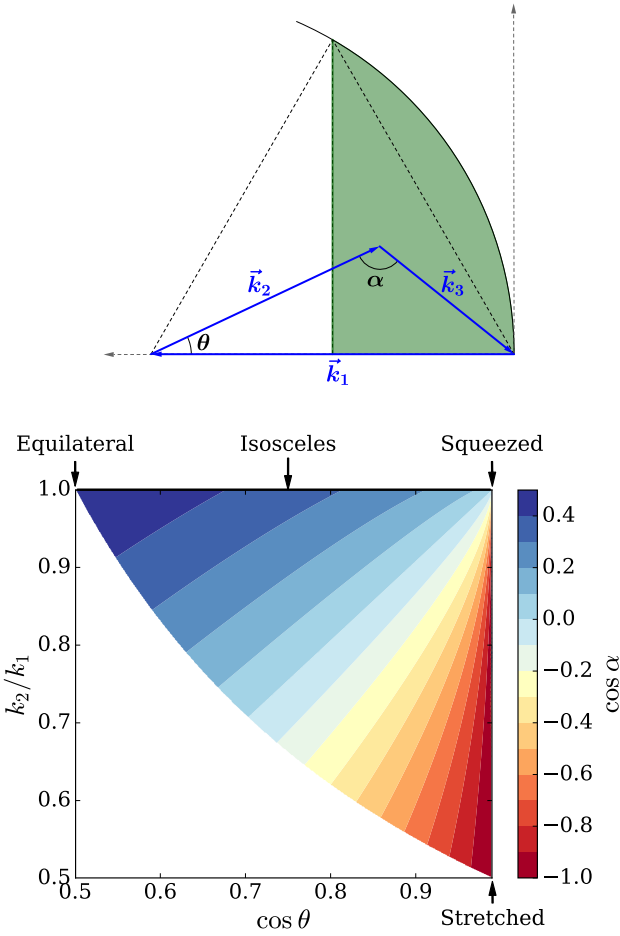 k⃗₂
α
k⃗₃
θ
k⃗₁
Equilateral Isosceles Squeezed
1.0
0.9
0.8
0.7
0.6
0.5
k₂/k₁
0.5 0.6 0.7 0.8 0.9
cos θ
Stretched
0.4
0.2
0.0
−0.2
−0.4
−0.6
−0.8
−1.0
cos α